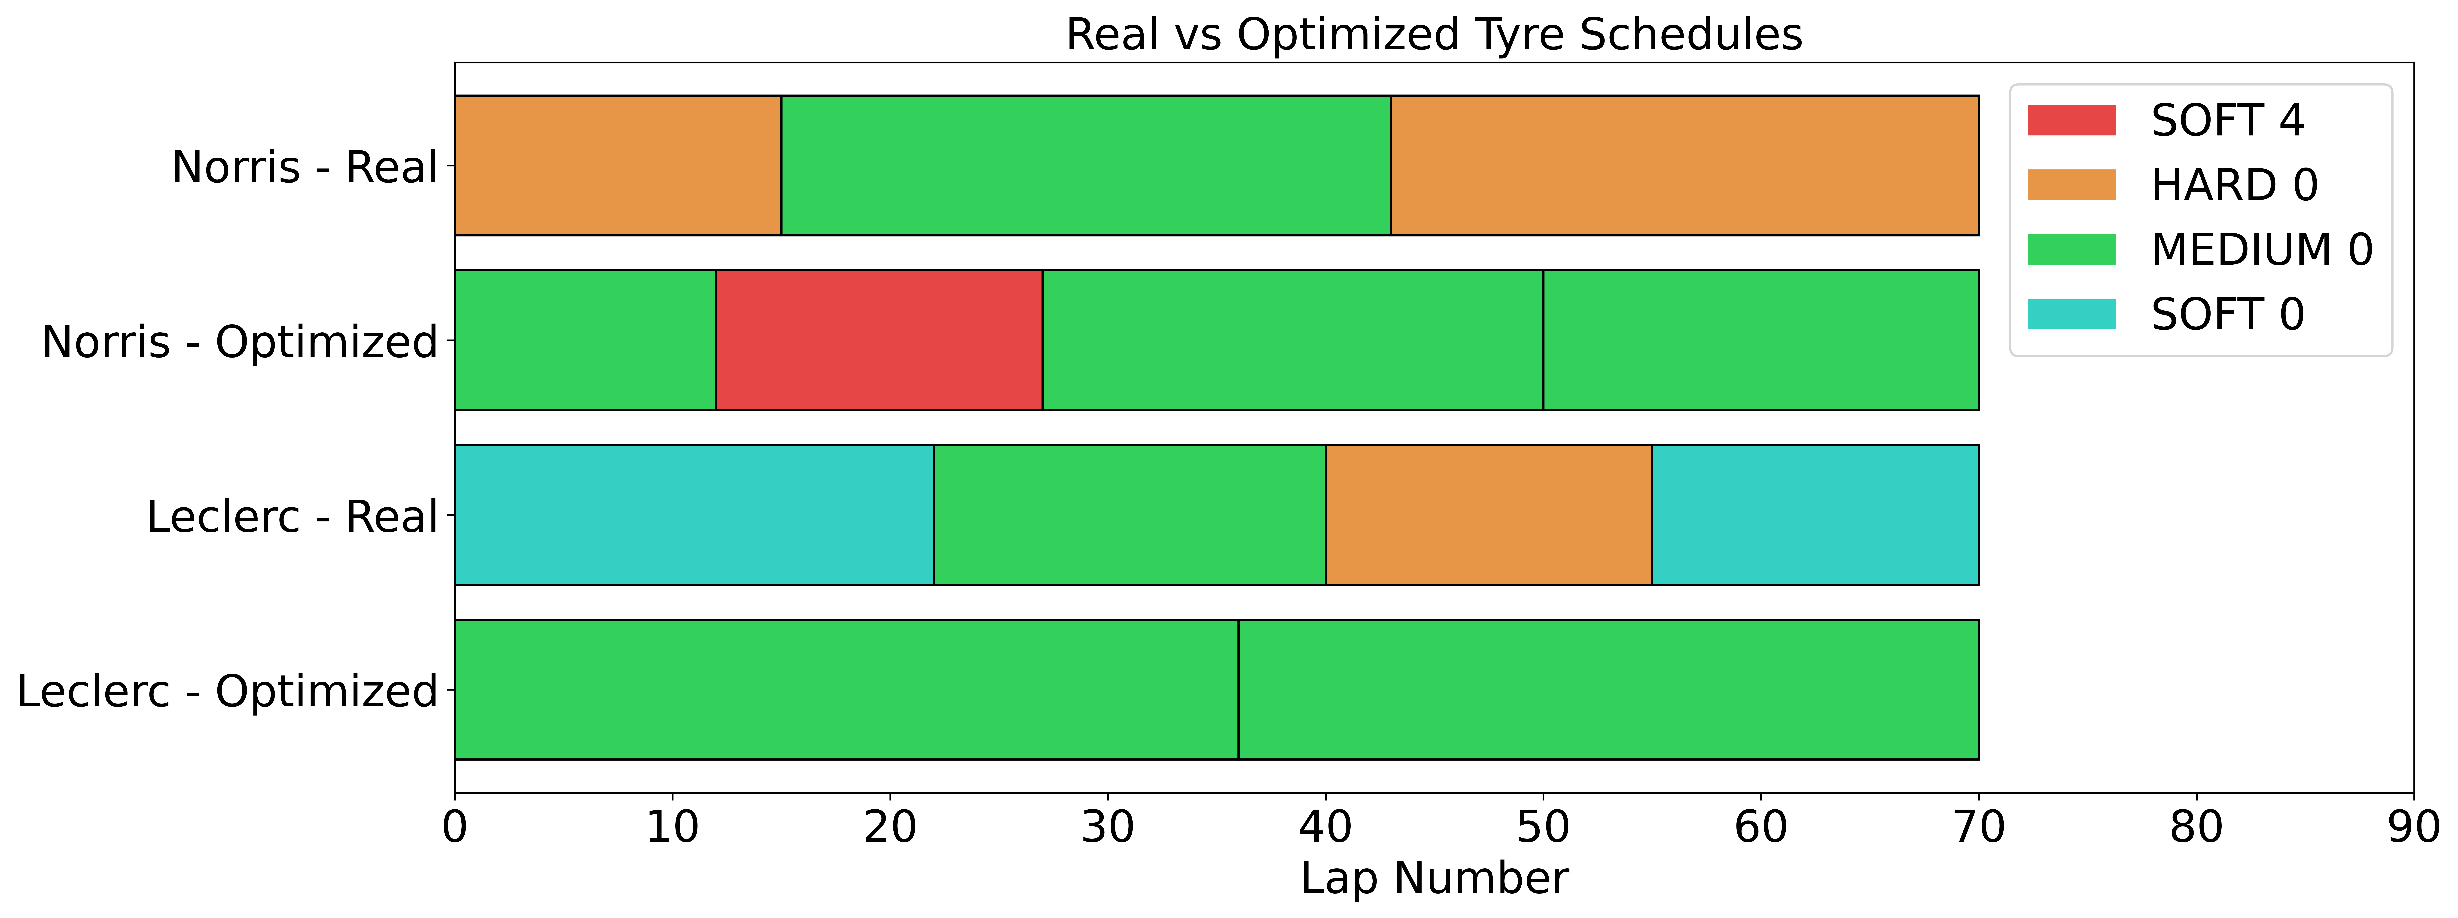 Real vs Optimized Tyre Schedules
Norris - Real
Norris - Optimized
Leclerc - Real
Leclerc - Optimized
SOFT 4
HARD 0
MEDIUM 0
SOFT 0
0 10 20 30 40 50 60 70 80 90
Lap Number